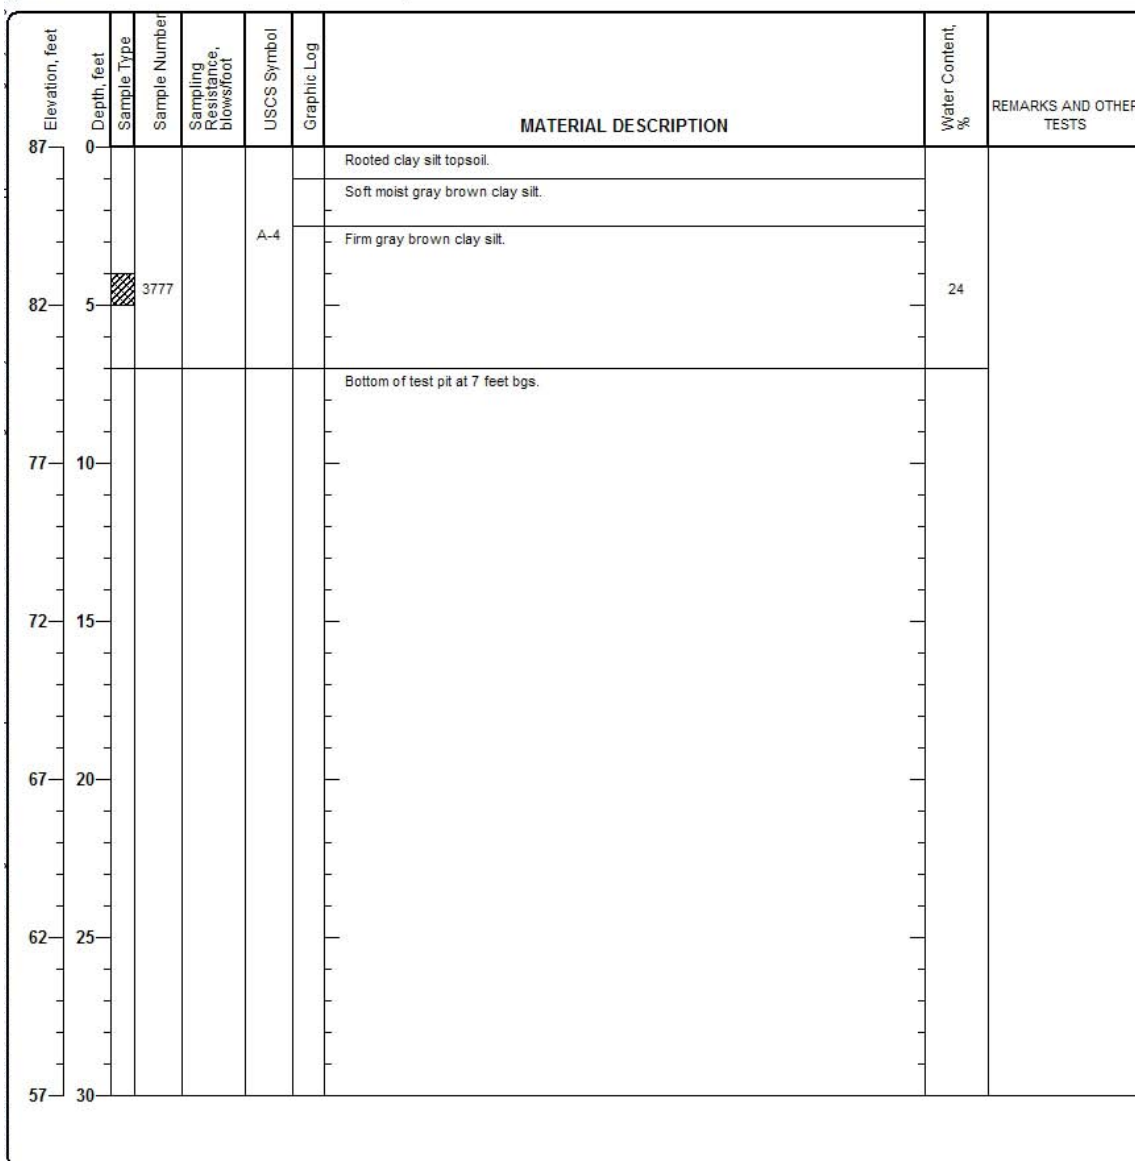 Elevation, feet
Depth, feet
Sample Type
Sample Number
Sampling
Resistance,
blows/foot
USCS Symbol
Graphic Log
MATERIAL DESCRIPTION
Water Content,
%
REMARKS AND OTHER
TESTS
87 0
Rooted clay silt topsoil.
Soft moist gray brown clay silt.
A-4
Firm gray brown clay silt.
3777 24
82 5
Bottom of test pit at 7 feet bgs.
77 10
72 15
67 20
62 25
57 30